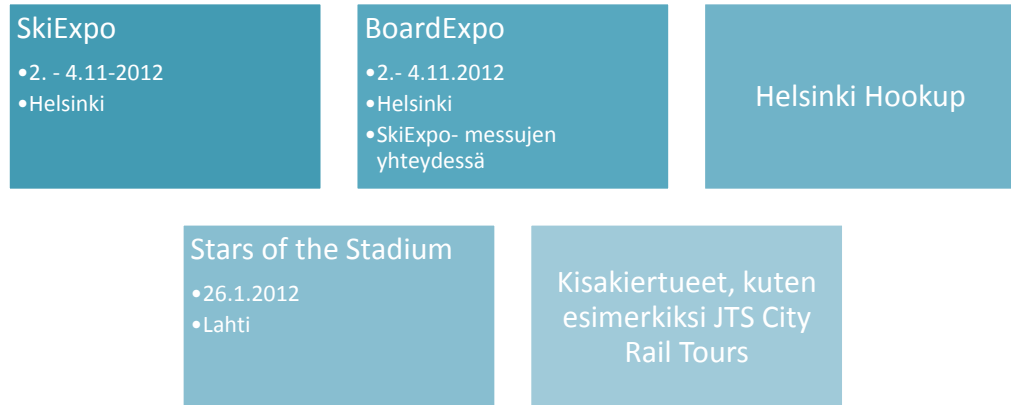 SkiExpo
•2. - 4.11-2012
•Helsinki
BoardExpo
•2.- 4.11.2012
•Helsinki
•SkiExpo- messujen
yhteydessä
Helsinki Hookup
Stars of the Stadium
•26.1.2012
•Lahti
Kisakiertueet, kuten
esimerkiksi JTS City
Rail Tours